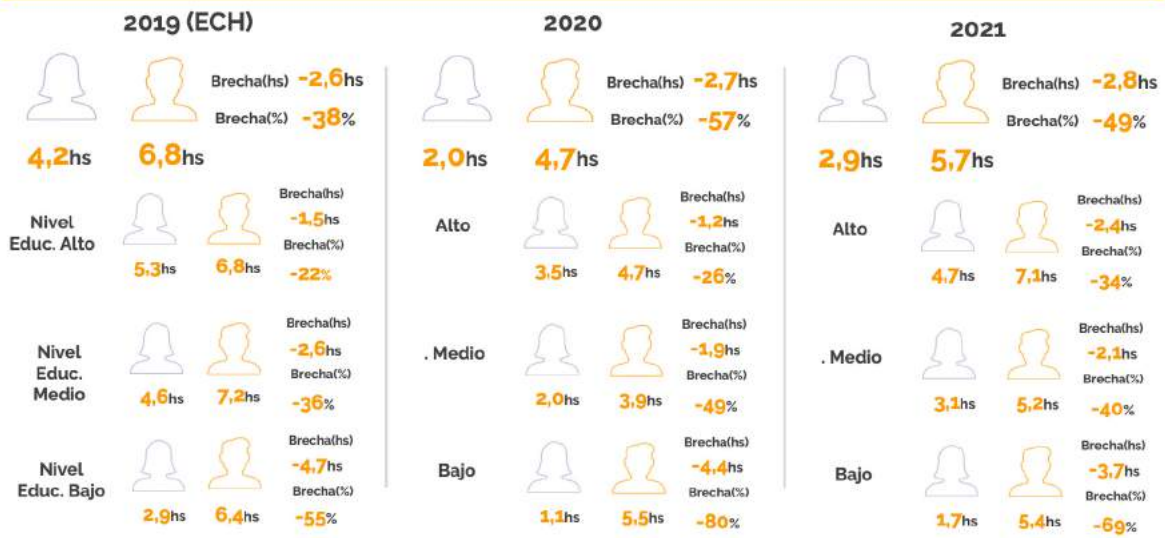 2019 (ECH)
Brecha(hs) -2,6hs
Brecha(%) -38%
4,2hs 6,8hs
Nivel
Educ. Alto
Brecha(hs)
-1,5hs
Brecha(%)
-22%
5,3hs 6,8hs
Nivel
Educ.
Medio
Brecha(hs)
-2,6hs
Brecha(%)
-36%
4,6hs 7,2hs
Nivel
Educ. Bajo
Brecha(hs)
-4,7hs
Brecha(%)
-55%
2,9hs 6,4hs
2020
Brecha(hs) -2,7hs
Brecha(%) -57%
2,0hs 4,7hs
Alto
Brecha(hs)
-1,2hs
Brecha(%)
-26%
3,5hs 4,7hs
. Medio
Brecha(hs)
-1,9hs
Brecha(%)
-49%
2,0hs 3,9hs
Bajo
Brecha(hs)
-4,4hs
Brecha(%)
-80%
1,1hs 5,5hs
2021
Brecha(hs) -2,8hs
Brecha(%) -49%
2,9hs 5,7hs
Alto
Brecha(hs)
-2,4hs
Brecha(%)
-34%
4,7hs 7,1hs
. Medio
Brecha(hs)
-2,1hs
Brecha(%)
-40%
3,1hs 5,2hs
Bajo
Brecha(hs)
-3,7hs
Brecha(%)
-69%
1,7hs 5,4hs